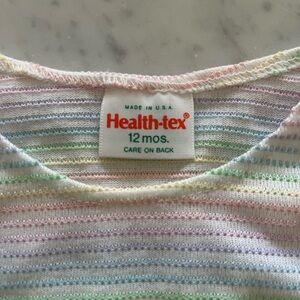 MADE IN U.S.A.
Health-tex®
12 mos.
CARE ON BACK